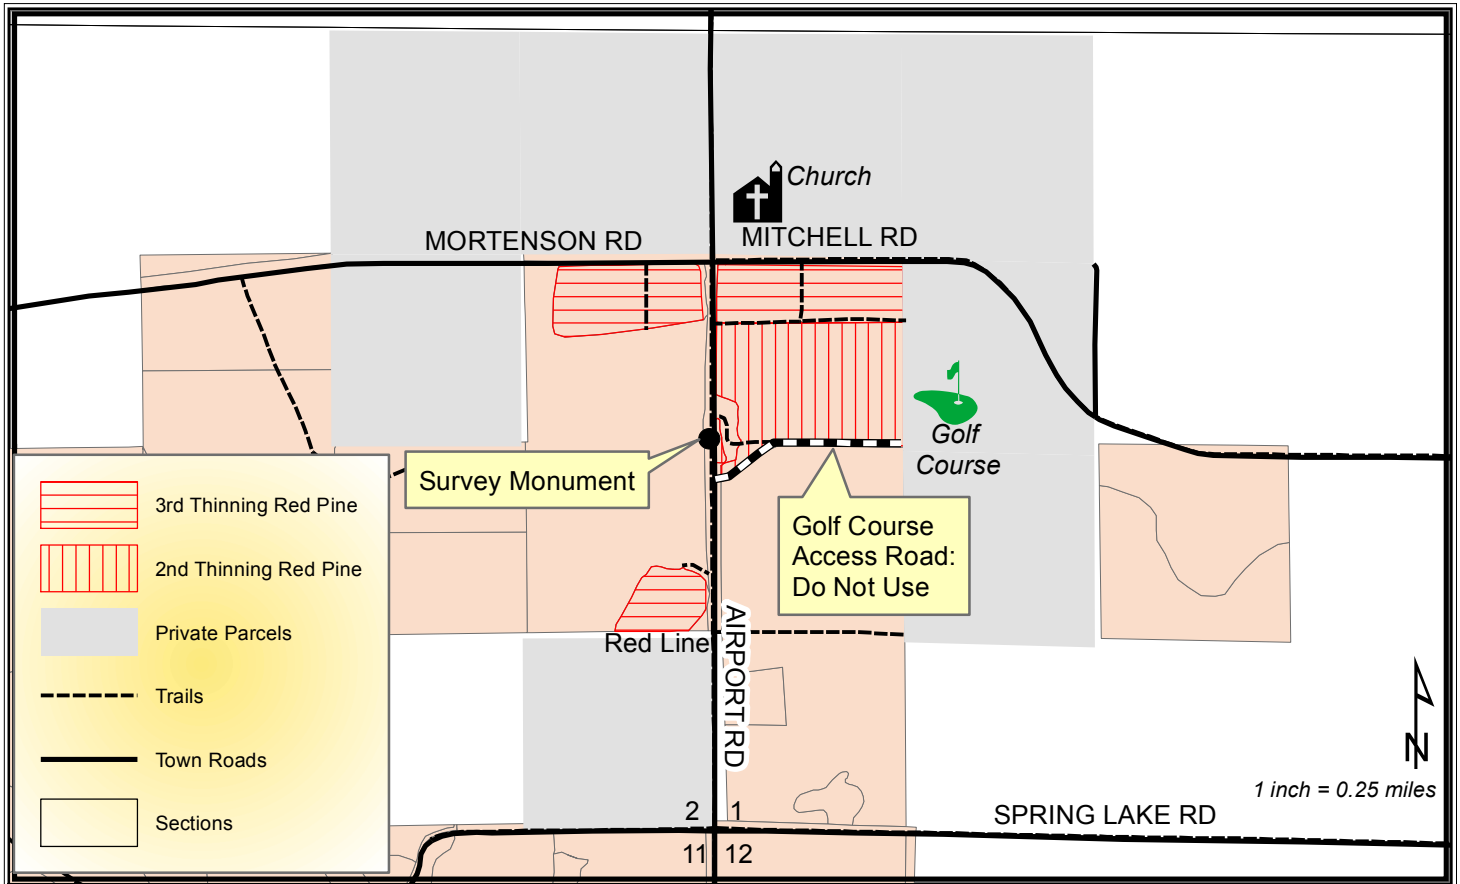 Church
MORTENSON RD
MITCHELL RD
Golf
Course
Survey Monument
Golf Course
Access Road:
Do Not Use
3rd Thinning Red Pine
2nd Thinning Red Pine
Private Parcels
Trails
Town Roads
Sections
Red Line
AIRPORT RD
N
1 inch = 0.25 miles
2 1
SPRING LAKE RD
11 12